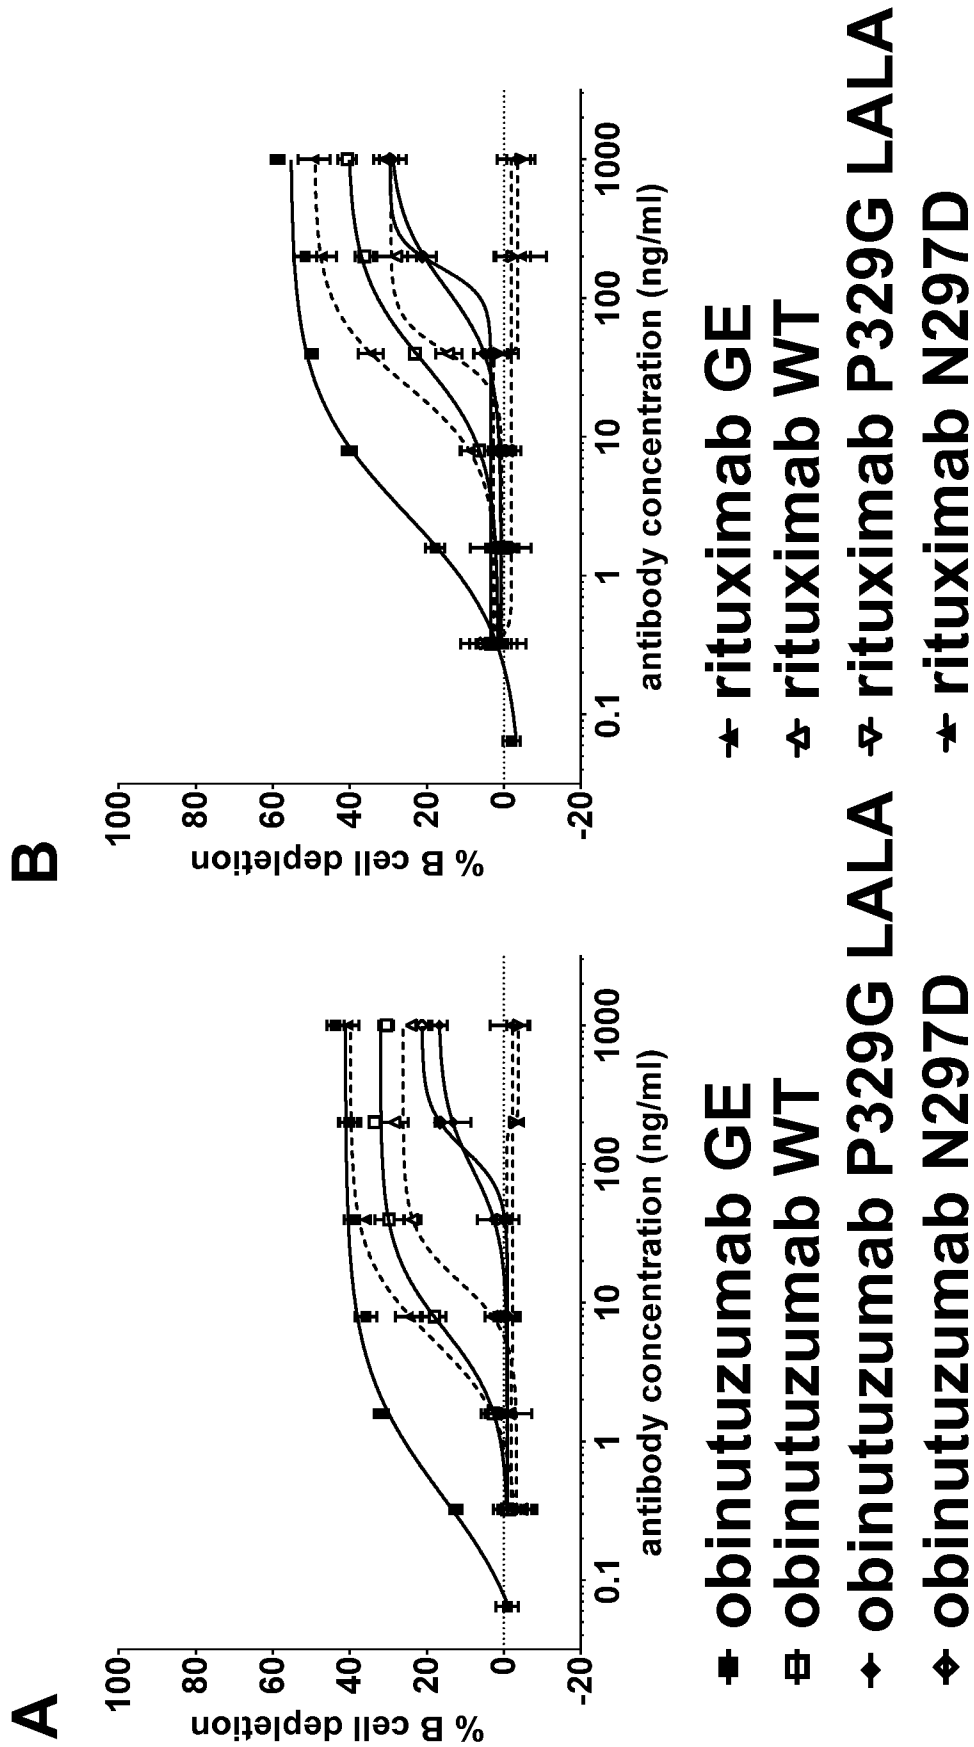 A
100
80
60
40
20
0
-20
% B cell depletion
0.1
1
10
100
1000
antibody concentration (ng/ml)
B
100
80
60
40
20
0
-20
% B cell depletion
0.1
1
10
100
1000
antibody concentration (ng/ml)
obinutuzumab GE
rituximab GE
obinutuzumab WT
rituximab WT
obinutuzumab P329G LALA
rituximab P329G LALA
obinutuzumab N297D
rituximab N297D